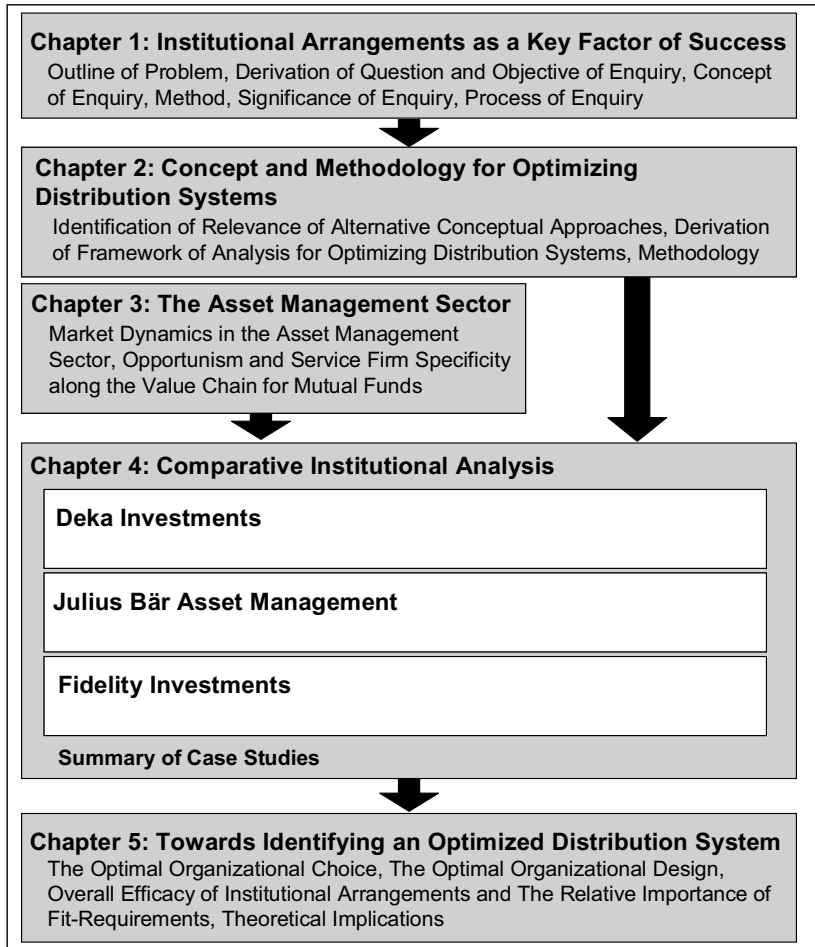 Chapter 1: Institutional Arrangements as a Key Factor of Success
Outline of Problem, Derivation of Question and Objective of Enquiry, Concept
of Enquiry, Method, Significance of Enquiry, Process of Enquiry
Chapter 2: Concept and Methodology for Optimizing
Distribution Systems
Identification of Relevance of Alternative Conceptual Approaches, Derivation
of Framework of Analysis for Optimizing Distribution Systems, Methodology
Chapter 3: The Asset Management Sector
Market Dynamics in the Asset Management
Sector, Opportunism and Service Firm Specificity
along the Value Chain for Mutual Funds
Chapter 4: Comparative Institutional Analysis
Deka Investments
Julius Bär Asset Management
Fidelity Investments
Summary of Case Studies
Chapter 5: Towards Identifying an Optimized Distribution System
The Optimal Organizational Choice, The Optimal Organizational Design,
Overall Efficacy of Institutional Arrangements and The Relative Importance of
Fit-Requirements, Theoretical Implications